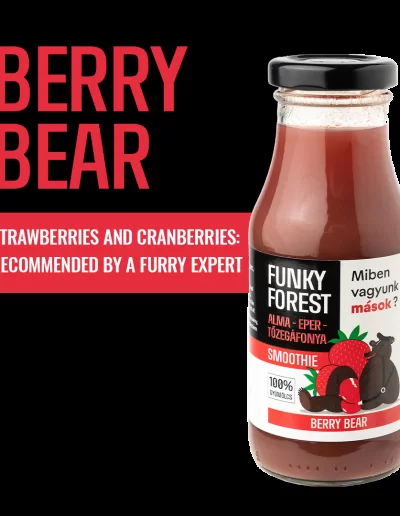 BERRY
BEAR
TRAWBERRIES AND CRANBERRIES:
ECOMMENDED BY A FURRY EXPERT
FUNKY
FOREST
ALMA - EPER -
TŐZEGÁFONYA
SMOOTHIE
100%
GYÜMÖLCS
Miben
vagyunk
mások?
BERRY BEAR